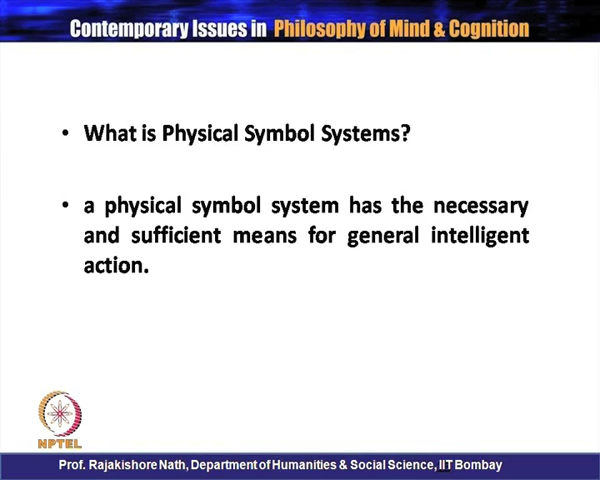 Contemporary Issues in Philosophy of Mind & Cognition
• What is Physical Symbol Systems?
• a physical symbol system has the necessary
and sufficient means for general intelligent
action.
NPTEL
Prof. Rajakishore Nath, Department of Humanities & Social Science, IIT Bombay